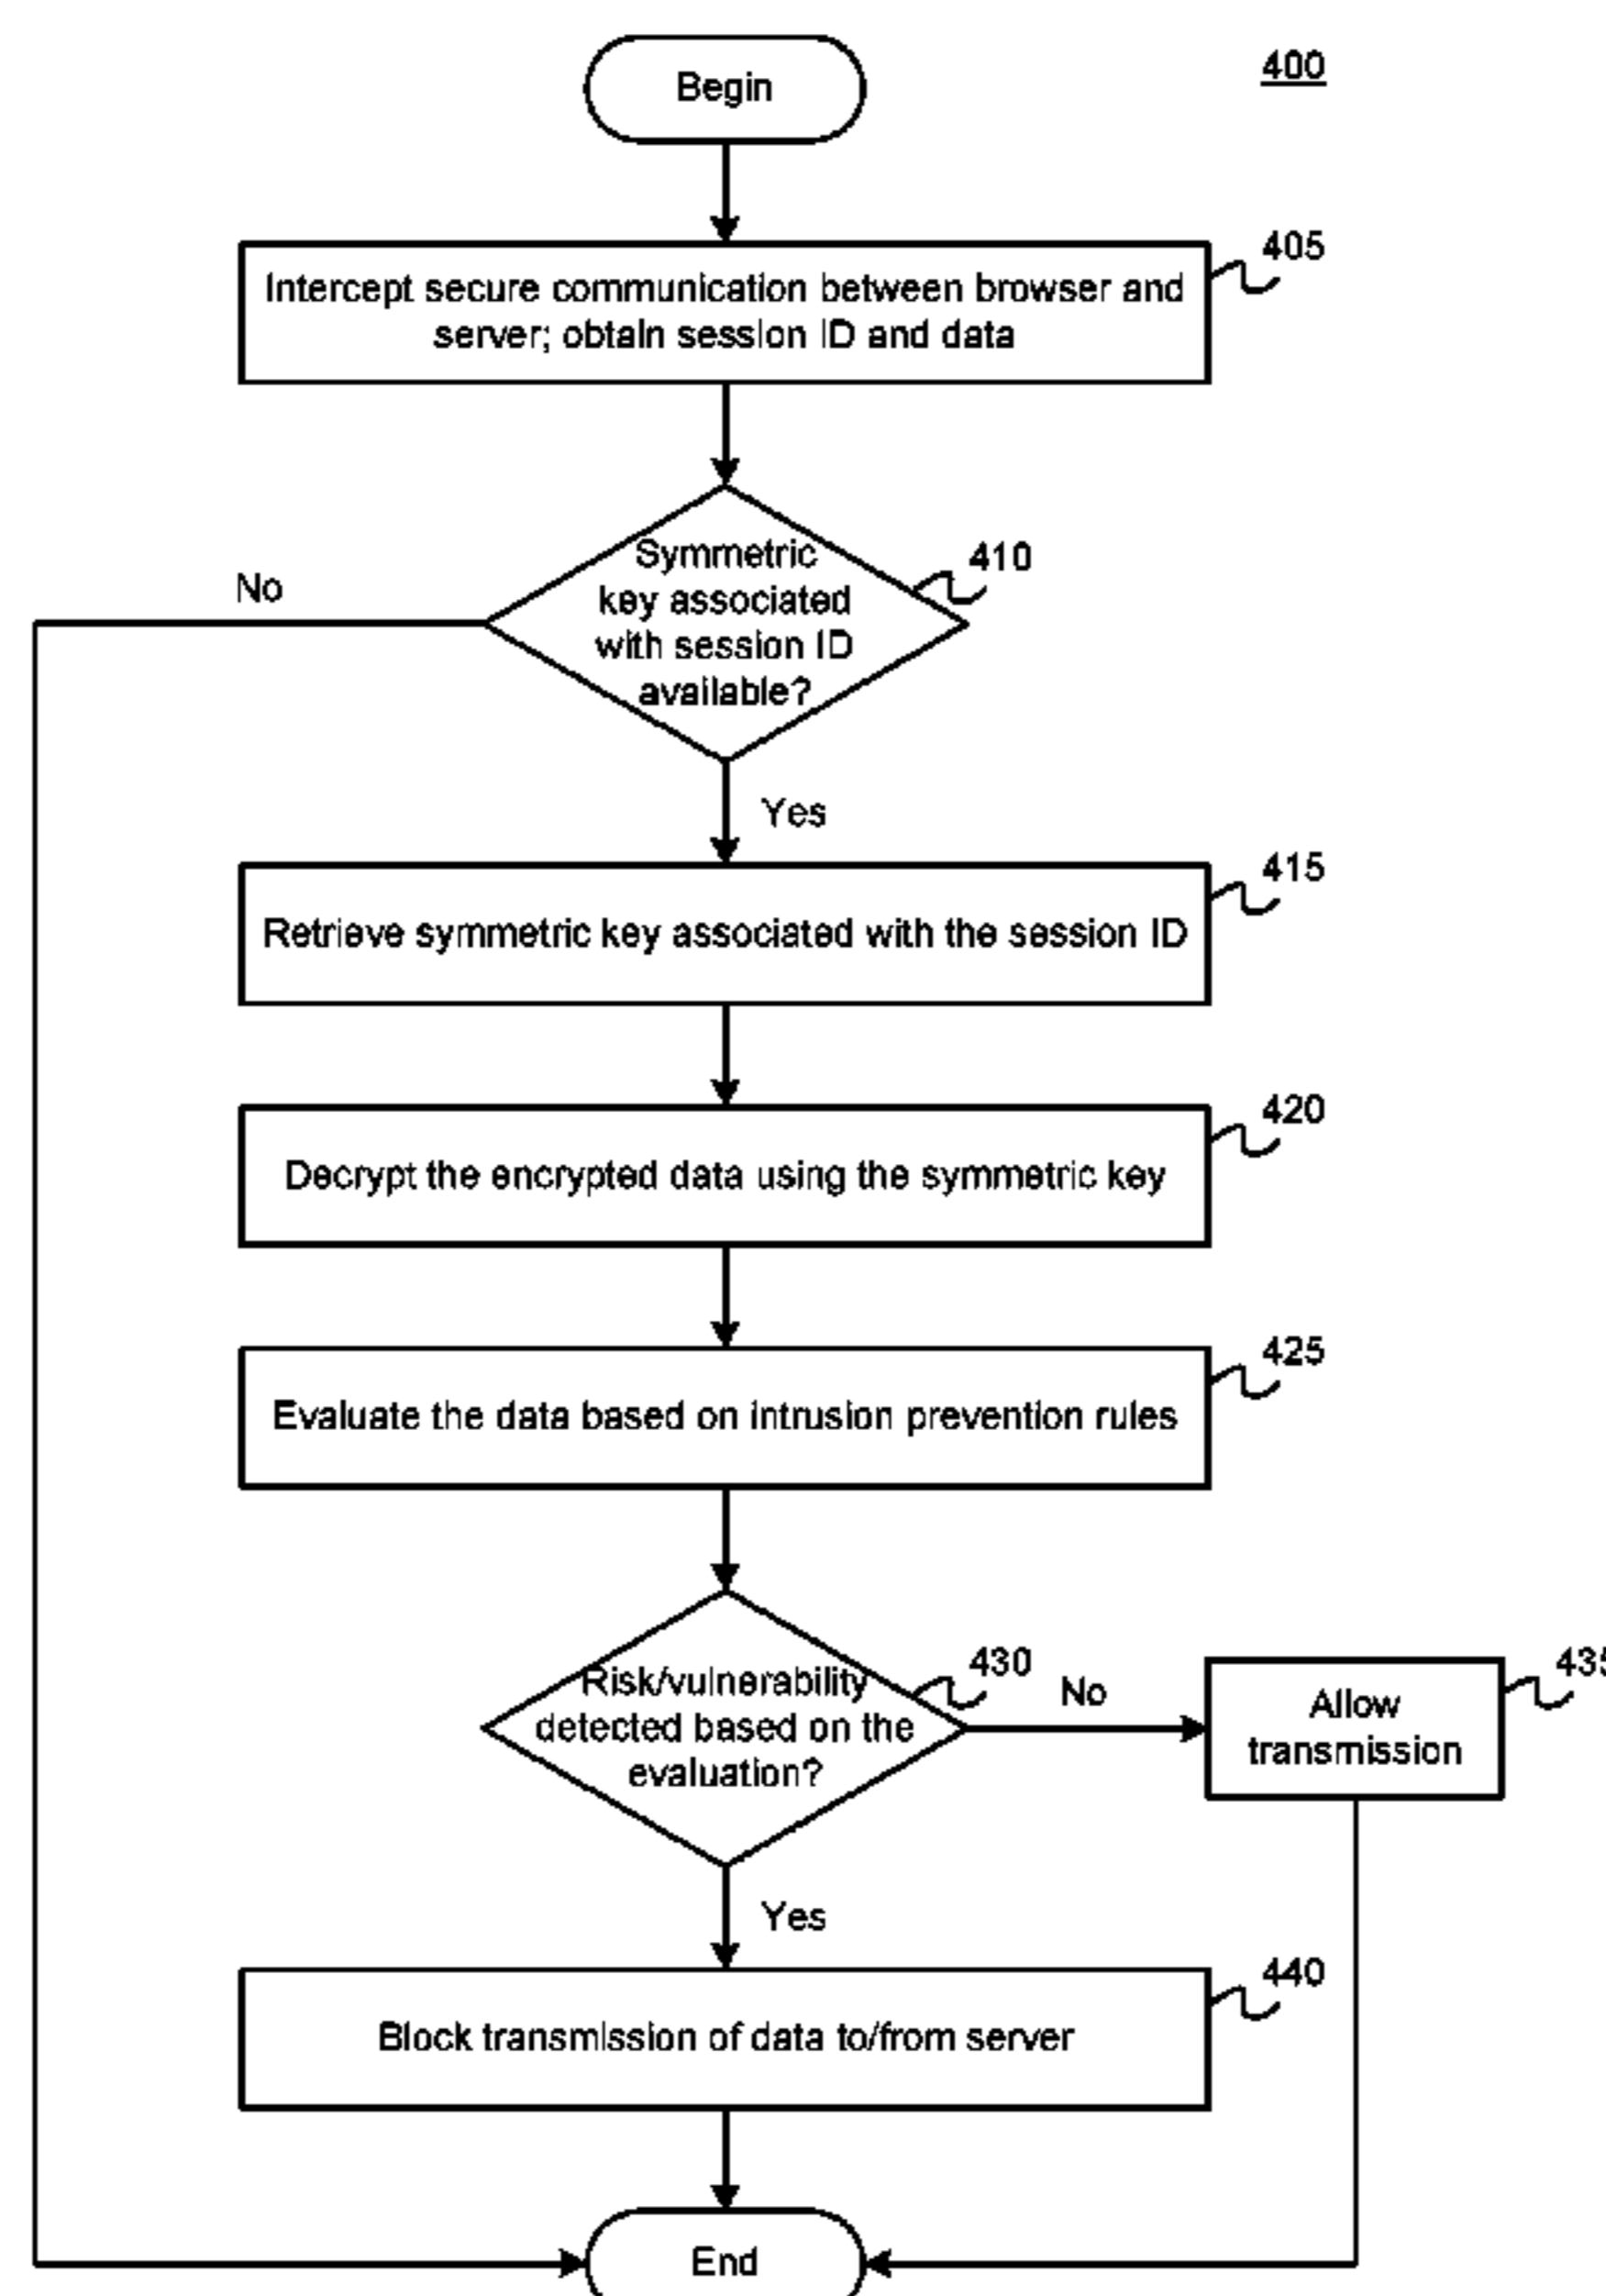 Begin
400
Intercept secure communication between browser and
server; obtain session ID and data
405
Symmetric
key associated
with session ID
available?
410
No
Yes
Retrieve symmetric key associated with the session ID
415
Decrypt the encrypted data using the symmetric key
420
Evaluate the data based on intrusion prevention rules
425
Risk/vulnerability
detected based on the
evaluation?
430
No
Allow
transmission
435
Yes
Block transmission of data to/from server
440
End